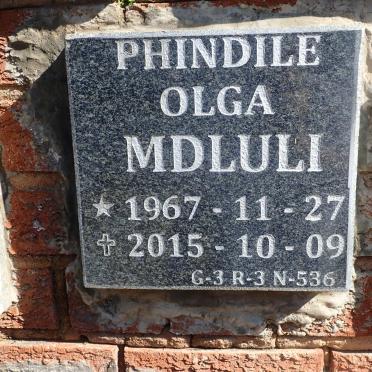 PHINDILE
OLGA
MDLULI
★ 1967 - 11 - 27
✝ 2015 - 10 - 09
G-3 R-3 N-536